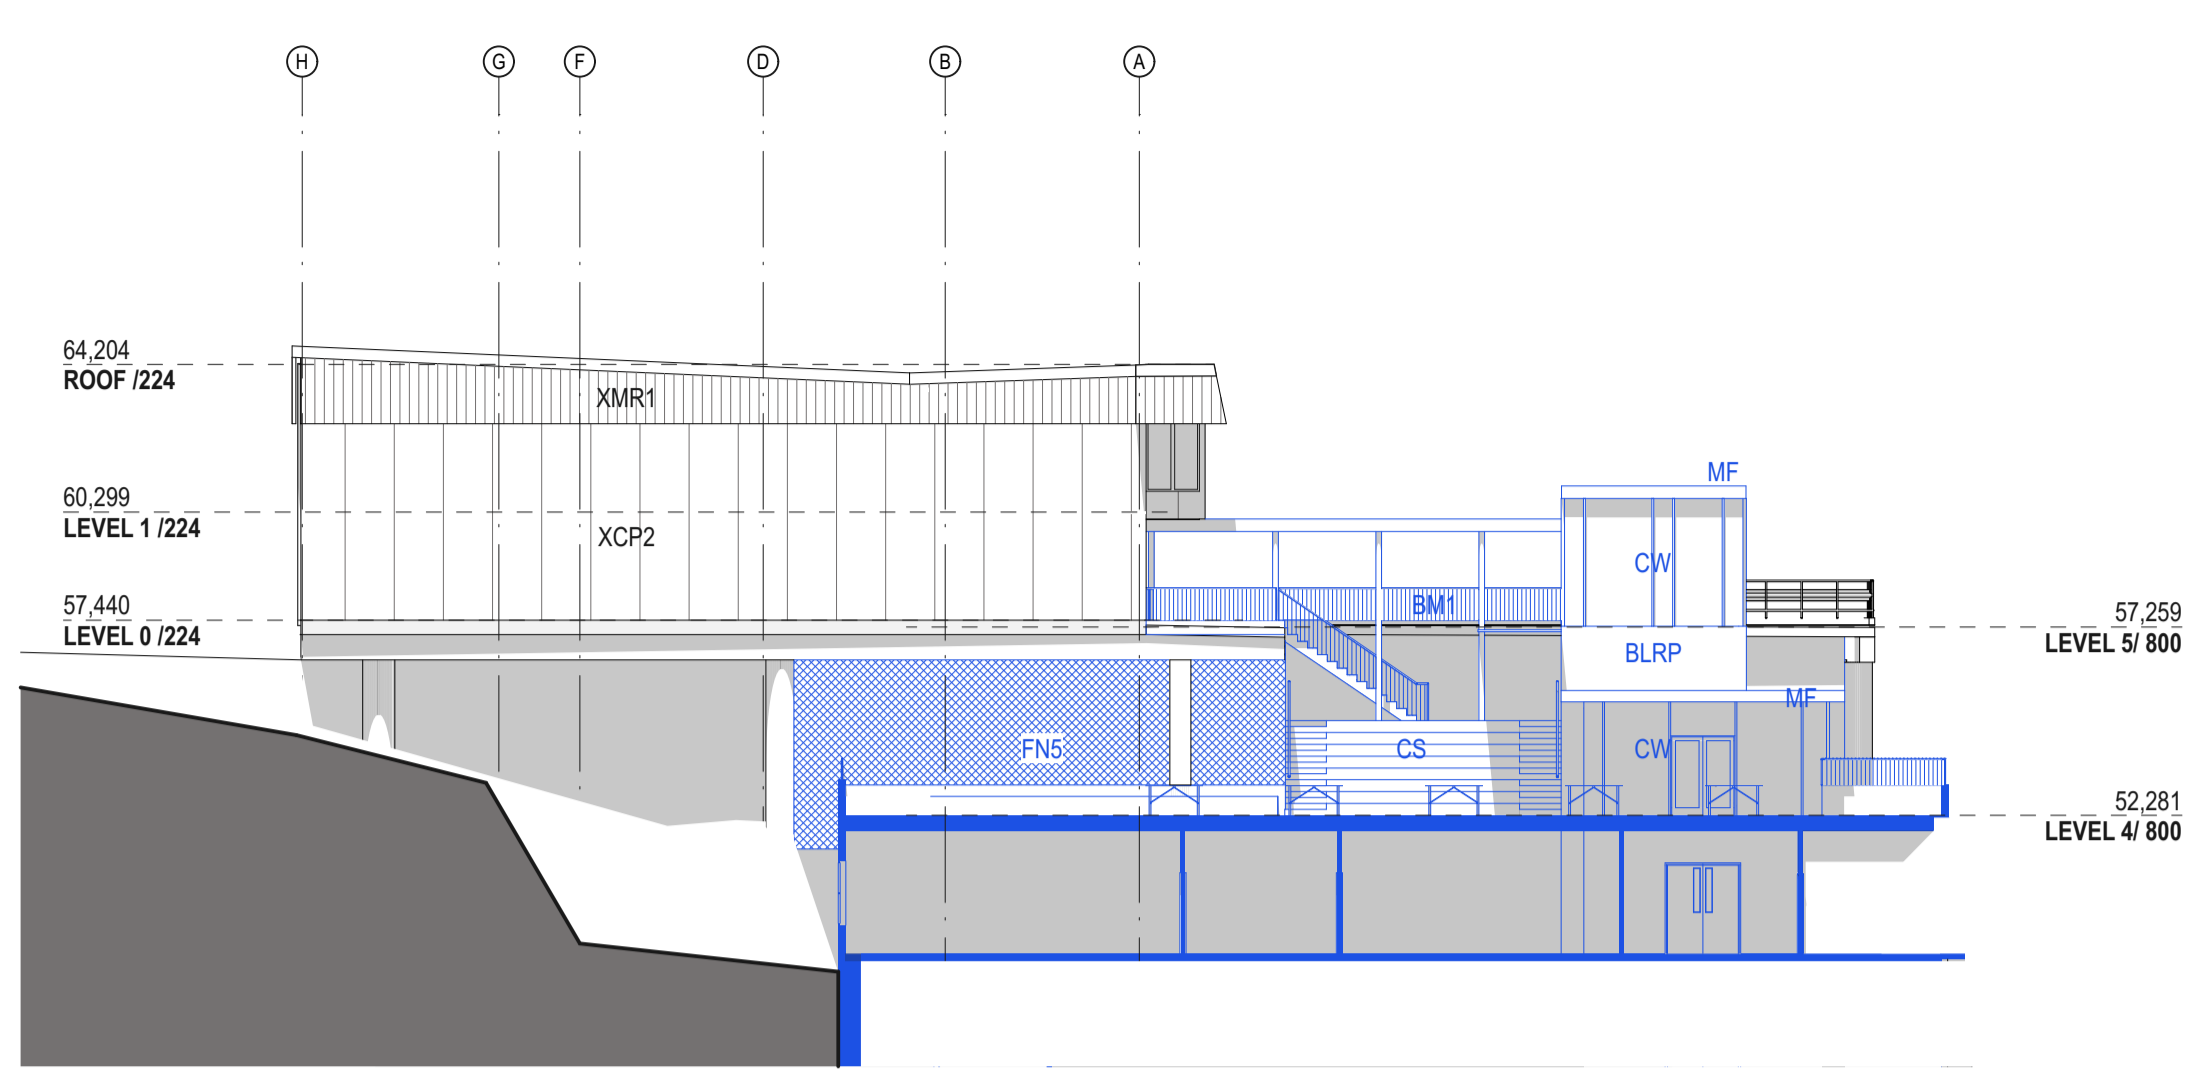 H G F D B A
64,204
ROOF /224
XMR1
MF
60,299
LEVEL 1 /224
XCP2
CW
57,440
LEVEL 0 /224
BM1
57,259
LEVEL 5/ 800
BLRP
MF
FN5
CS
CW
52,281
LEVEL 4/ 800